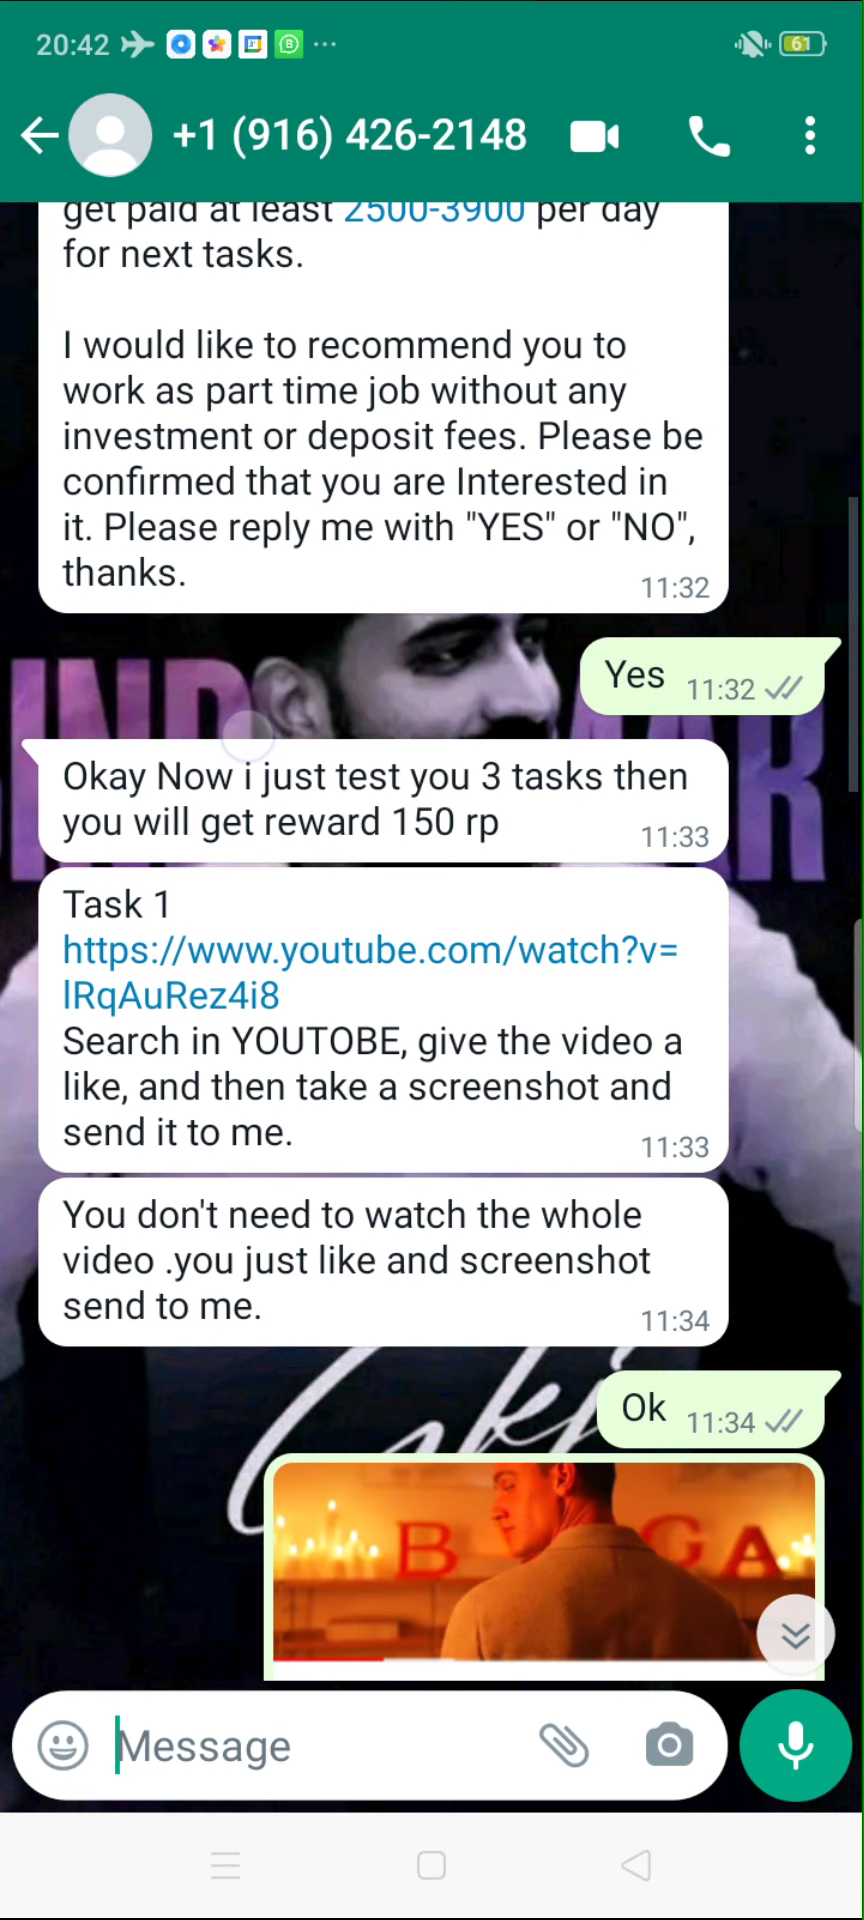 20:42
61
+1 (916) 426-2148
get paid at least 2500-3900 per day
for next tasks.
I would like to recommend you to
work as part time job without any
investment or deposit fees. Please be
confirmed that you are Interested in
it. Please reply me with "YES" or "NO",
thanks.
11:32
Yes 11:32
Okay Now i just test you 3 tasks then
you will get reward 150 rp
11:33
Task 1
https://www.youtube.com/watch?v=
lRqAuRez4i8
Search in YOUTOBE, give the video a
like, and then take a screenshot and
send it to me.
11:33
You don't need to watch the whole
video .you just like and screenshot
send to me.
11:34
Ok 11:34
B GA
Message